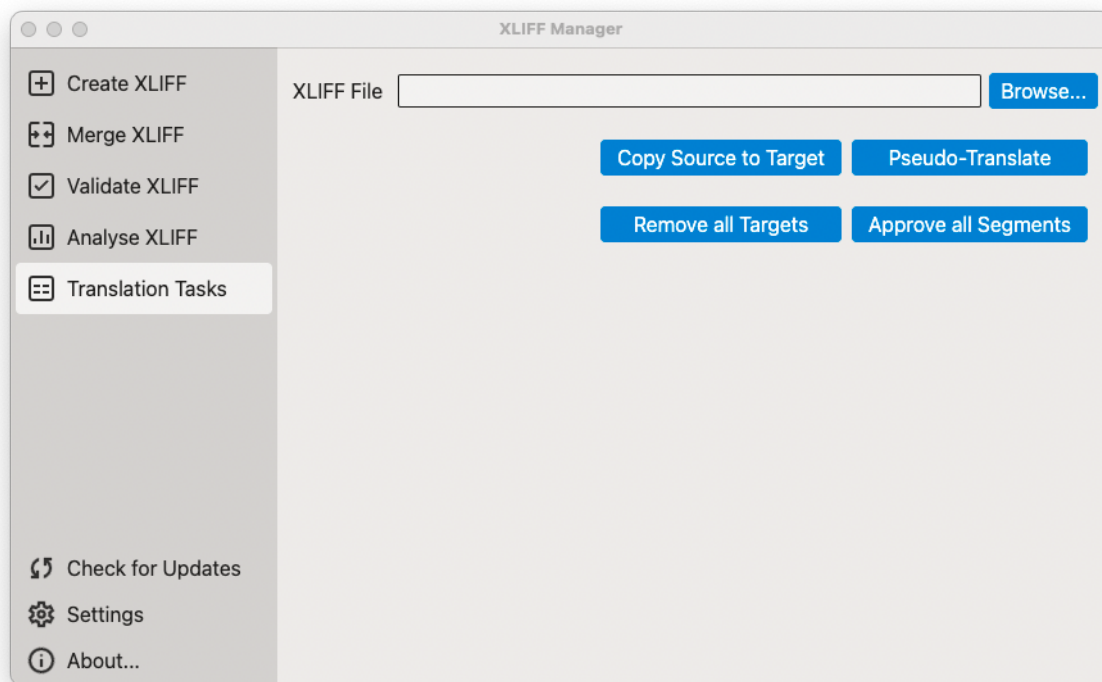 XLIFF Manager
Create XLIFF
Merge XLIFF
Validate XLIFF
Analyse XLIFF
Translation Tasks
Check for Updates
Settings
About...
XLIFF File
Browse...
Copy Source to Target
Pseudo-Translate
Remove all Targets
Approve all Segments